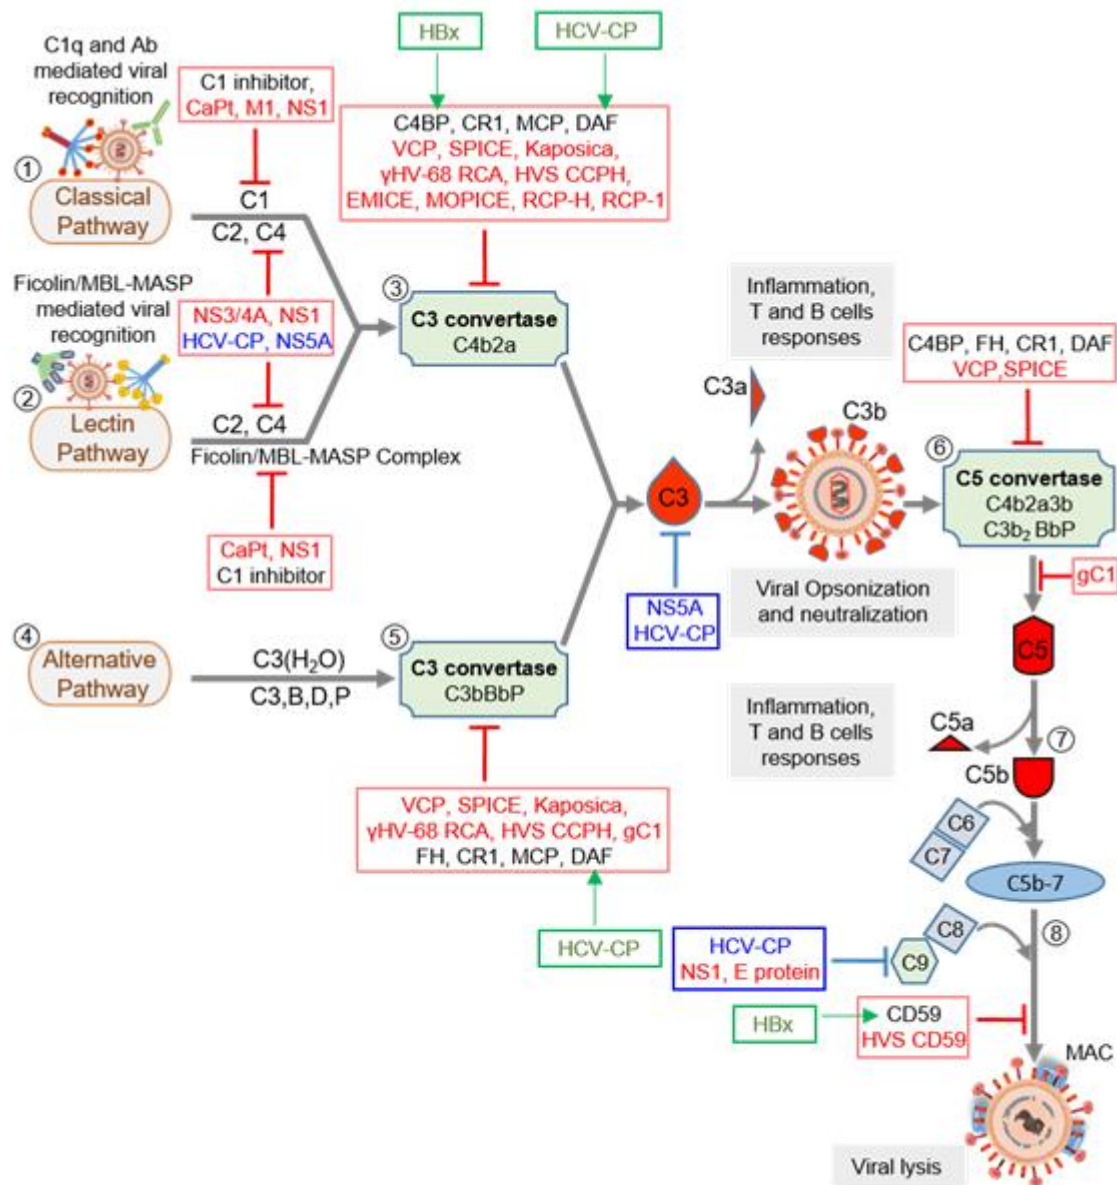 HBx
HCV-CP
C1q and Ab
mediated viral
recognition
C1 inhibitor,
CaPt, M1, NS1
C4BP, CR1, MCP, DAF
VCP, SPICE, Kaposica,
γHV-68 RCA, HVS CCPH,
EMICE, MOPICE, RCP-H, RCP-1
①
Classical
Pathway
C1
C2, C4
Ficolin/MBL-MASP
mediated viral
recognition
NS3/4A, NS1
HCV-CP, NS5A
③
C3 convertase
C4b2a
Inflammation,
T and B cells
responses
C4BP, FH, CR1, DAF
VCP,SPICE
②
Lectin
Pathway
C2, C4
Ficolin/MBL-MASP Complex
C3a
C3b
C3
⑥
C5 convertase
C4b2a3b
C3b₂ BbP
CaPt, NS1
C1 inhibitor
NS5A
HCV-CP
Viral Opsonization
and neutralization
gC1
④
Alternative
Pathway
C3(H₂O)
C3,B,D,P
⑤
C3 convertase
C3bBbP
C5
Inflammation,
T and B cells
responses
C5a
⑦
C5b
VCP, SPICE, Kaposica,
γHV-68 RCA, HVS CCPH, gC1
FH, CR1, MCP, DAF
C6
C7
C5b-7
HCV-CP
HCV-CP
NS1, E protein
C8
C9
⑧
HBx
CD59
HVS CD59
MAC
Viral lysis